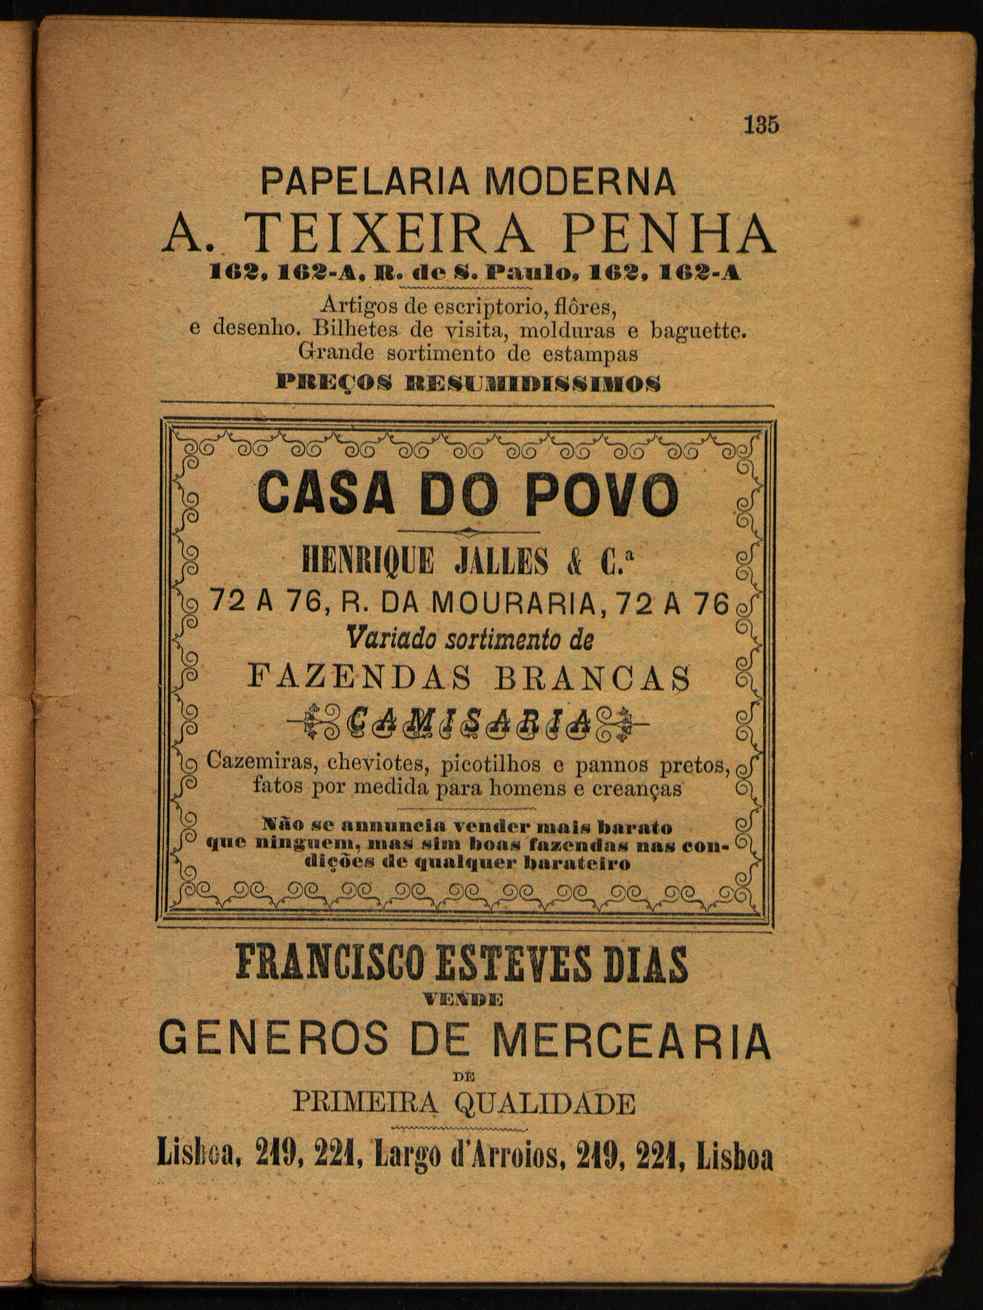 135
PAPELARIA MODERNA
A. TEIXEIRA PENHA
162, 162-A, R. de S. Paulo, 162, 162-A
Artigos de escriptorio, flôres,
e desenho. Bilhetes de visita, molduras e baguette.
Grande sortimento de estampas
PREÇOS RESUMIDISSIMOS
CASA DO POVO
HENRIQUE JALLES & C.ª
72 A 76, R. DA MOURARIA, 72 A 76
Variado sortimento de
FAZENDAS BRANCAS
CAMISARIA
Cazemiras, cheviotes, picotilhos e pannos pretos,
fatos por medida para homens e creanças
Não se annuncia vender mais barato
que ninguem, mas sim boas fazendas nas con-
dições de qualquer barateiro
FRANCISCO ESTEVES DIAS
VENDE
GENEROS DE MERCEARIA
DE
PRIMEIRA QUALIDADE
Lisboa, 219, 221, Largo d'Arroios, 219, 221, Lisboa